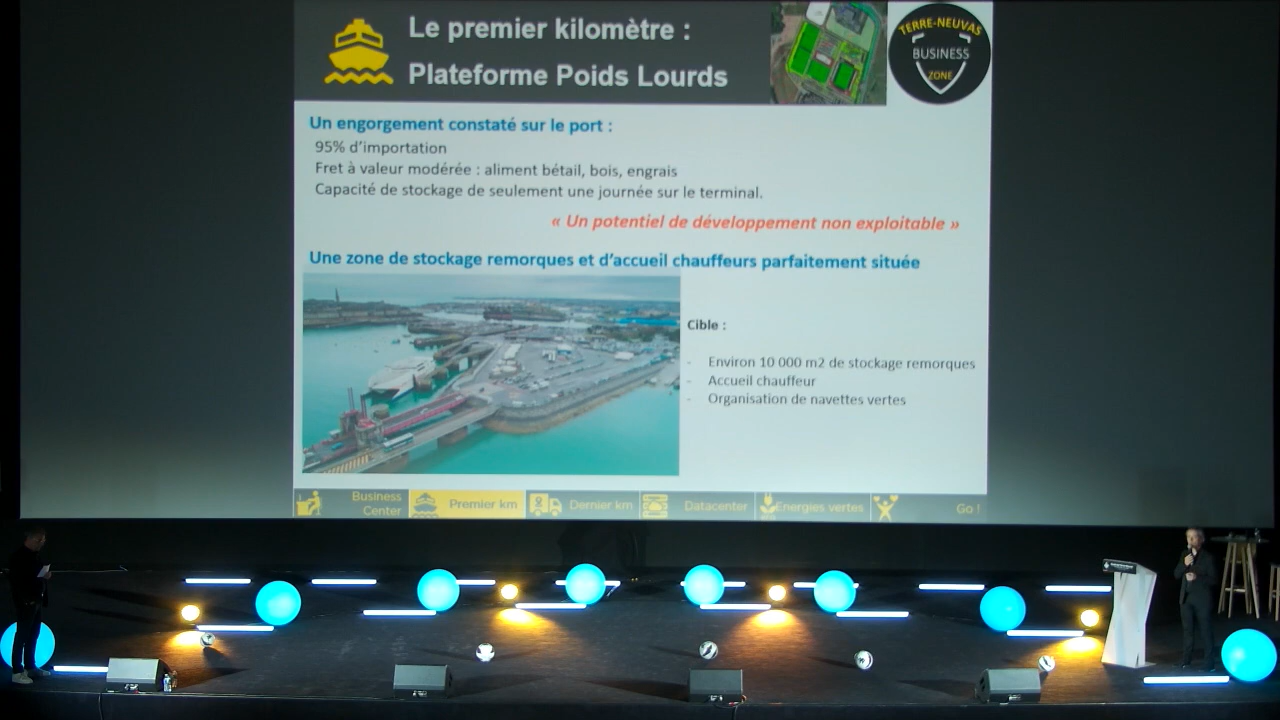 Le premier kilomètre :
Plateforme Poids Lourds
TERRE-NEUVAS
BUSINESS
ZONE
Un engorgement constaté sur le port :
95% d'importation
Fret à valeur modérée : aliment bétail, bois, engrais
Capacité de stockage de seulement une journée sur le terminal.
« Un potentiel de développement non exploitable »
Une zone de stockage remorques et d'accueil chauffeurs parfaitement située
Cible :
- Environ 10 000 m2 de stockage remorques
- Accueil chauffeur
- Organisation de navettes vertes
Business
Center
Premier km
Dernier km
Datacenter
Energies vertes
Go !